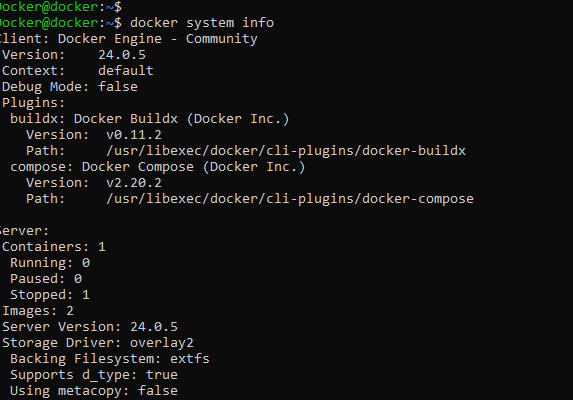 Docker@docker:~$
Docker@docker:~$ docker system info
Client: Docker Engine - Community
 Version:    24.0.5
 Context:    default
 Debug Mode: false
 Plugins:
  buildx: Docker Buildx (Docker Inc.)
    Version:  v0.11.2
    Path:     /usr/libexec/docker/cli-plugins/docker-buildx
  compose: Docker Compose (Docker Inc.)
    Version:  v2.20.2
    Path:     /usr/libexec/docker/cli-plugins/docker-compose

Server:
 Containers: 1
  Running: 0
  Paused: 0
  Stopped: 1
 Images: 2
 Server Version: 24.0.5
 Storage Driver: overlay2
  Backing Filesystem: extfs
  Supports d_type: true
  Using metacopy: false